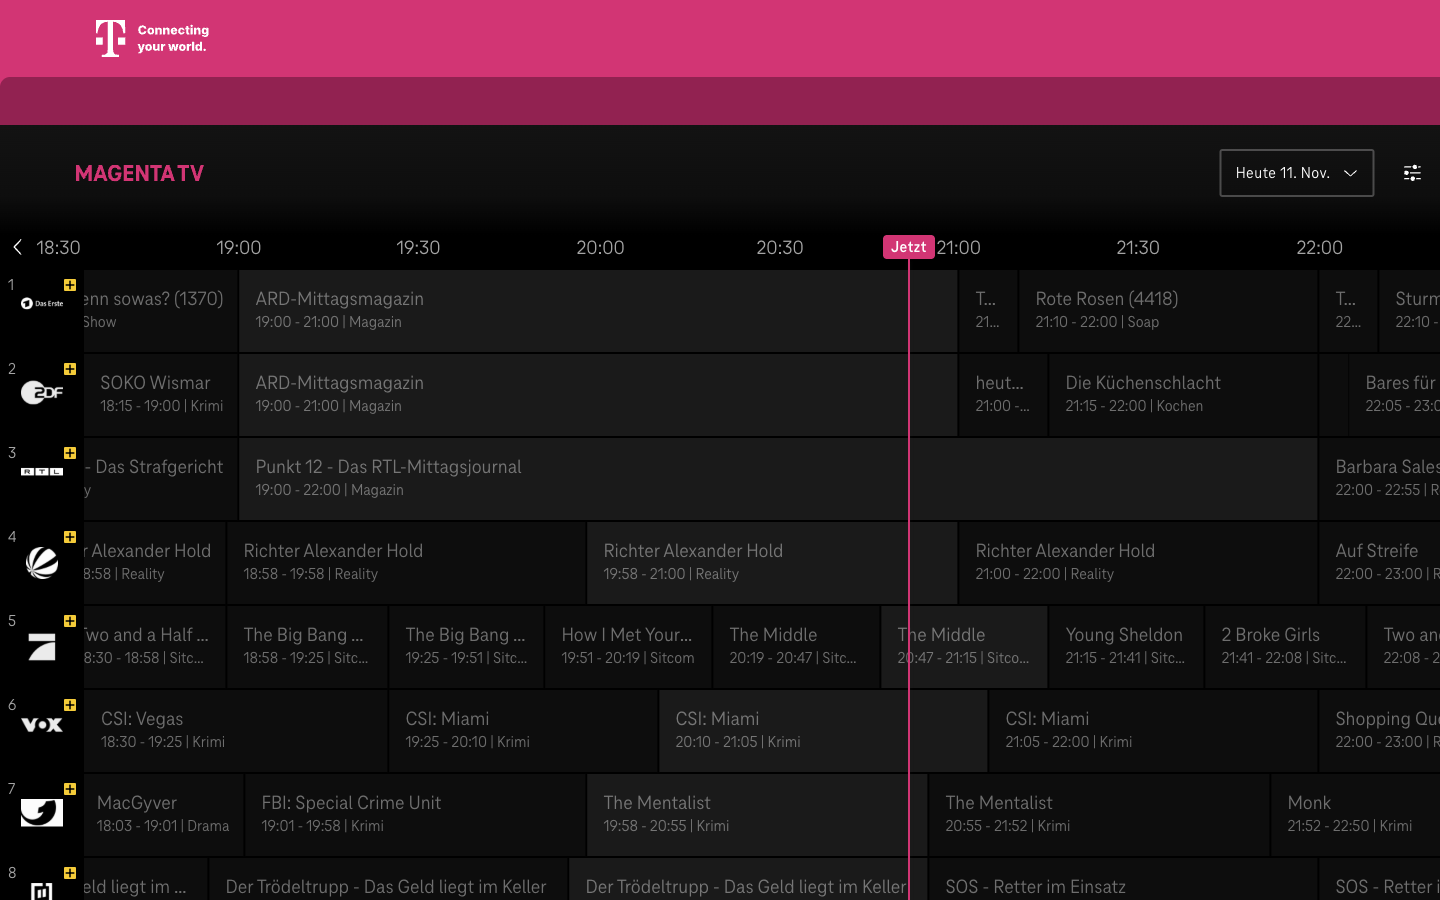 Connecting
your world.
MAGENTA TV
Heute 11. Nov.
18:30 19:00 19:30 20:00 20:30 Jetzt 21:00 21:30 22:00
1
Das Erste
enn sowas? (1370)
Show
ARD-Mittagsmagazin
19:00 - 21:00 | Magazin
T...
21...
Rote Rosen (4418)
21:10 - 22:00 | Soap
T...
22...
Sturm
22:10 -
2
ZDF
SOKO Wismar
18:15 - 19:00 | Krimi
ARD-Mittagsmagazin
19:00 - 21:00 | Magazin
heut...
21:00 -...
Die Küchenschlacht
21:15 - 22:00 | Kochen
Bares für
22:05 - 23:0
3
RTL
- Das Strafgericht
y
Punkt 12 - Das RTL-Mittagsjournal
19:00 - 22:00 | Magazin
Barbara Sales
22:00 - 22:55 | R
4
r Alexander Hold
8:58 | Reality
Richter Alexander Hold
18:58 - 19:58 | Reality
Richter Alexander Hold
19:58 - 21:00 | Reality
Richter Alexander Hold
21:00 - 22:00 | Reality
Auf Streife
22:00 - 23:00 | R
5
Two and a Half ...
8:30 - 18:58 | Sitc...
The Big Bang ...
18:58 - 19:25 | Sitc...
The Big Bang ...
19:25 - 19:51 | Sitc...
How I Met Your...
19:51 - 20:19 | Sitcom
The Middle
20:19 - 20:47 | Sitc...
The Middle
20:47 - 21:15 | Sitco...
Young Sheldon
21:15 - 21:41 | Sitc...
2 Broke Girls
21:41 - 22:08 | Sitc...
Two and
22:08 - 2
6
VOX
CSI: Vegas
18:30 - 19:25 | Krimi
CSI: Miami
19:25 - 20:10 | Krimi
CSI: Miami
20:10 - 21:05 | Krimi
CSI: Miami
21:05 - 22:00 | Krimi
Shopping Que
22:00 - 23:00 | R
7
MacGyver
18:03 - 19:01 | Drama
FBI: Special Crime Unit
19:01 - 19:58 | Krimi
The Mentalist
19:58 - 20:55 | Krimi
The Mentalist
20:55 - 21:52 | Krimi
Monk
21:52 - 22:50 | Krimi
8
eld liegt im ...
Der Trödeltrupp - Das Geld liegt im Keller
Der Trödeltrupp - Das Geld liegt im Keller
SOS - Retter im Einsatz
SOS - Retter i